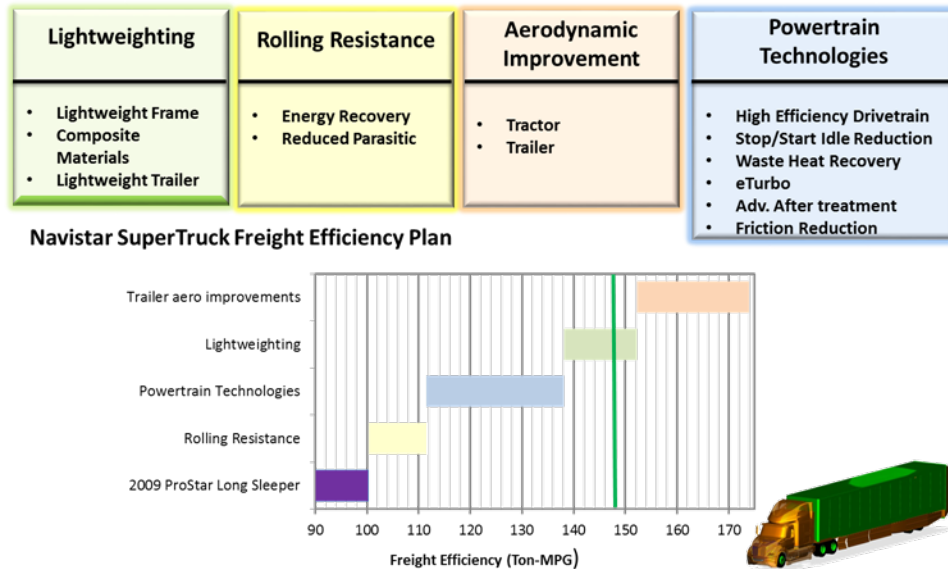 Lightweighting
• Lightweight Frame
• Composite
Materials
• Lightweight Trailer
Rolling Resistance
• Energy Recovery
• Reduced Parasitic
Aerodynamic
Improvement
• Tractor
• Trailer
Powertrain
Technologies
• High Efficiency Drivetrain
• Stop/Start Idle Reduction
• Waste Heat Recovery
• eTurbo
• Adv. After treatment
• Friction Reduction
Navistar SuperTruck Freight Efficiency Plan
Trailer aero improvements
Lightweighting
Powertrain Technologies
Rolling Resistance
2009 ProStar Long Sleeper
90 100 110 120 130 140 150 160 170
Freight Efficiency (Ton-MPG)